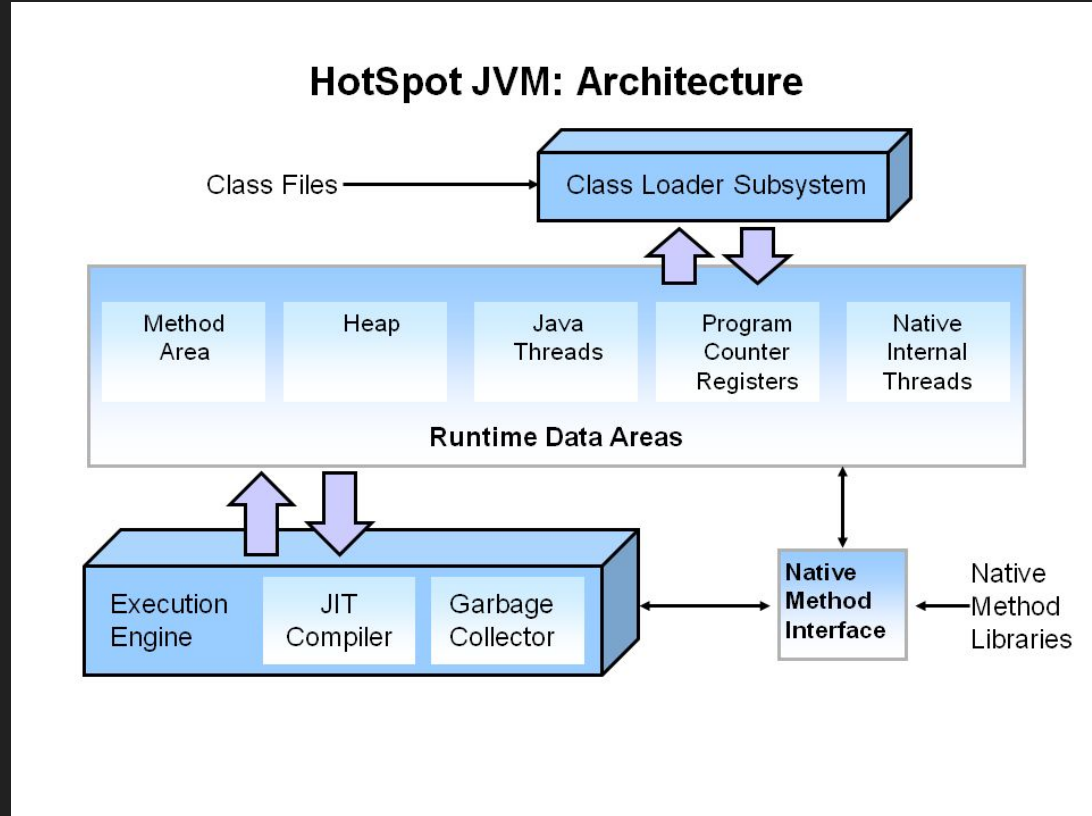 HotSpot JVM: Architecture
Class Files
Class Loader Subsystem
Method
Area
Heap
Java
Threads
Program
Counter
Registers
Native
Internal
Threads
Runtime Data Areas
Execution
Engine
JIT
Compiler
Garbage
Collector
Native
Method
Interface
Native
Method
Libraries